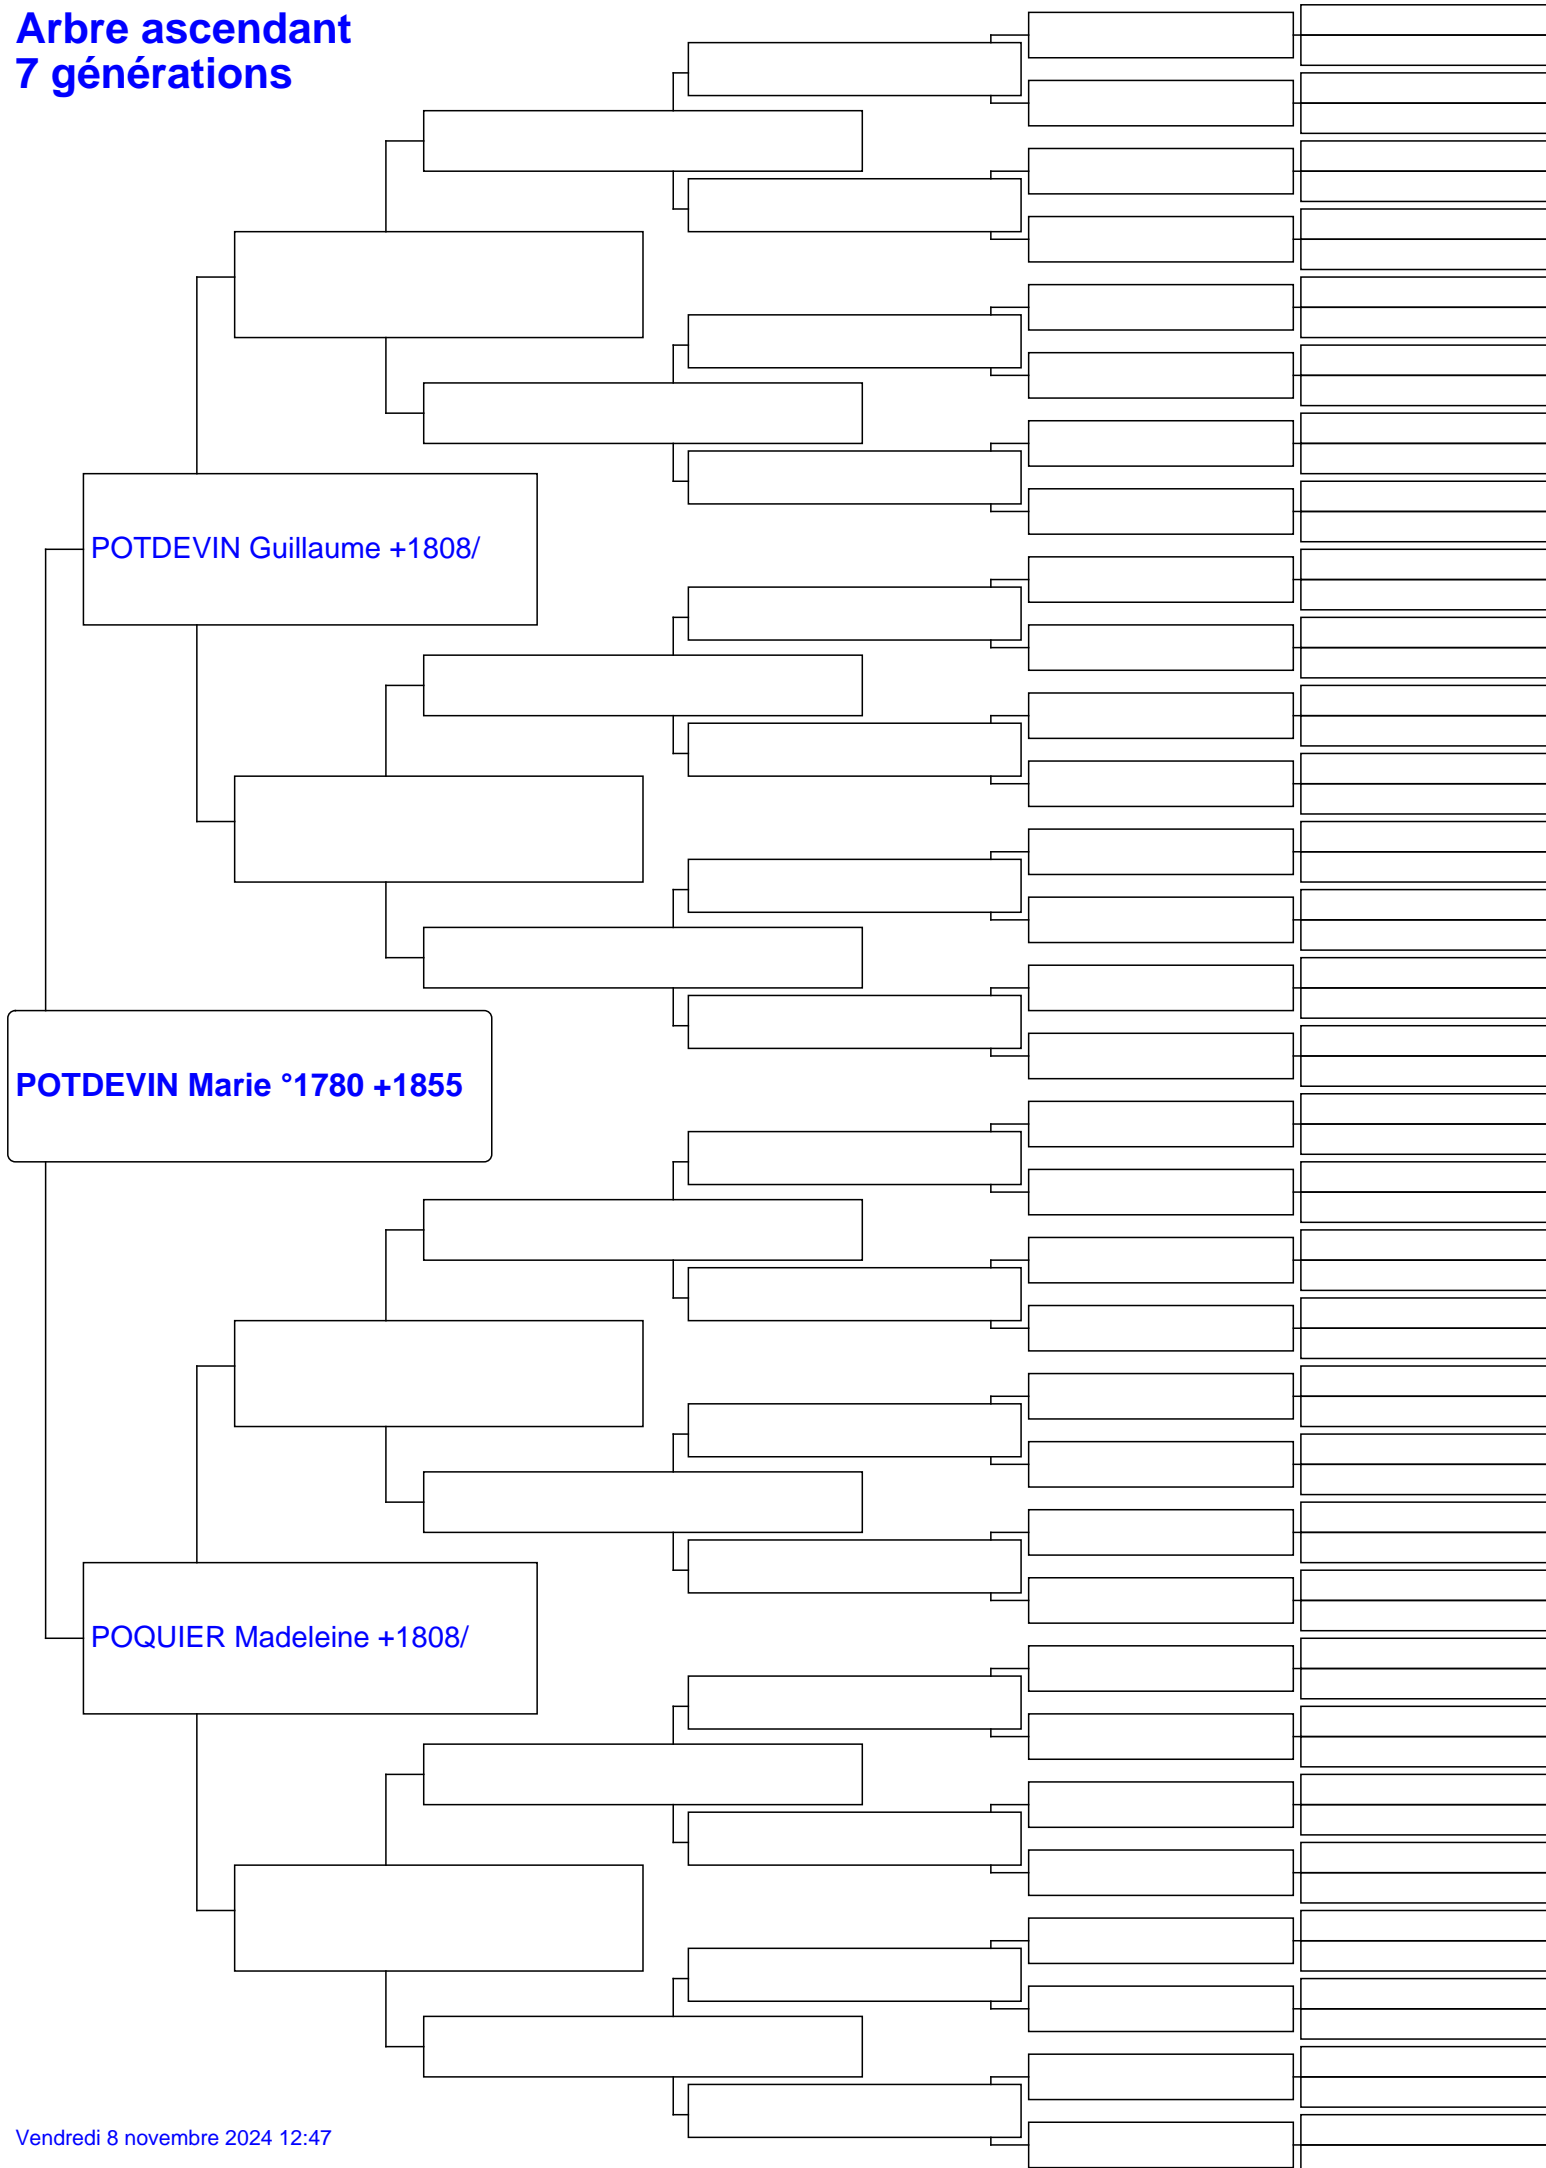 Arbre ascendant
7 générations
POTDEVIN Guillaume +1808/
POTDEVIN Marie °1780 +1855
POQUIER Madeleine +1808/
Vendredi 8 novembre 2024 12:47